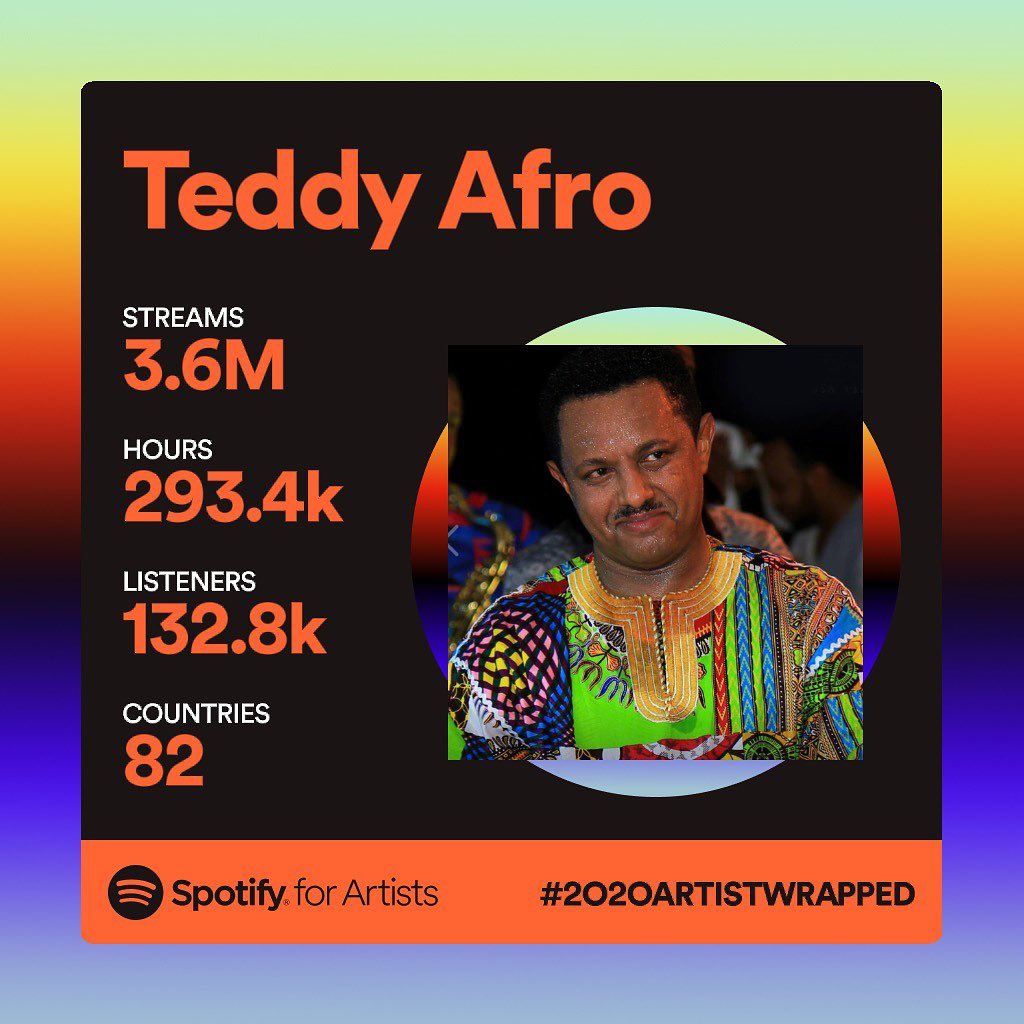 Teddy Afro
STREAMS
3.6M
HOURS
293.4k
LISTENERS
132.8k
COUNTRIES
82
Spotify for Artists
#2020ARTISTWRAPPED